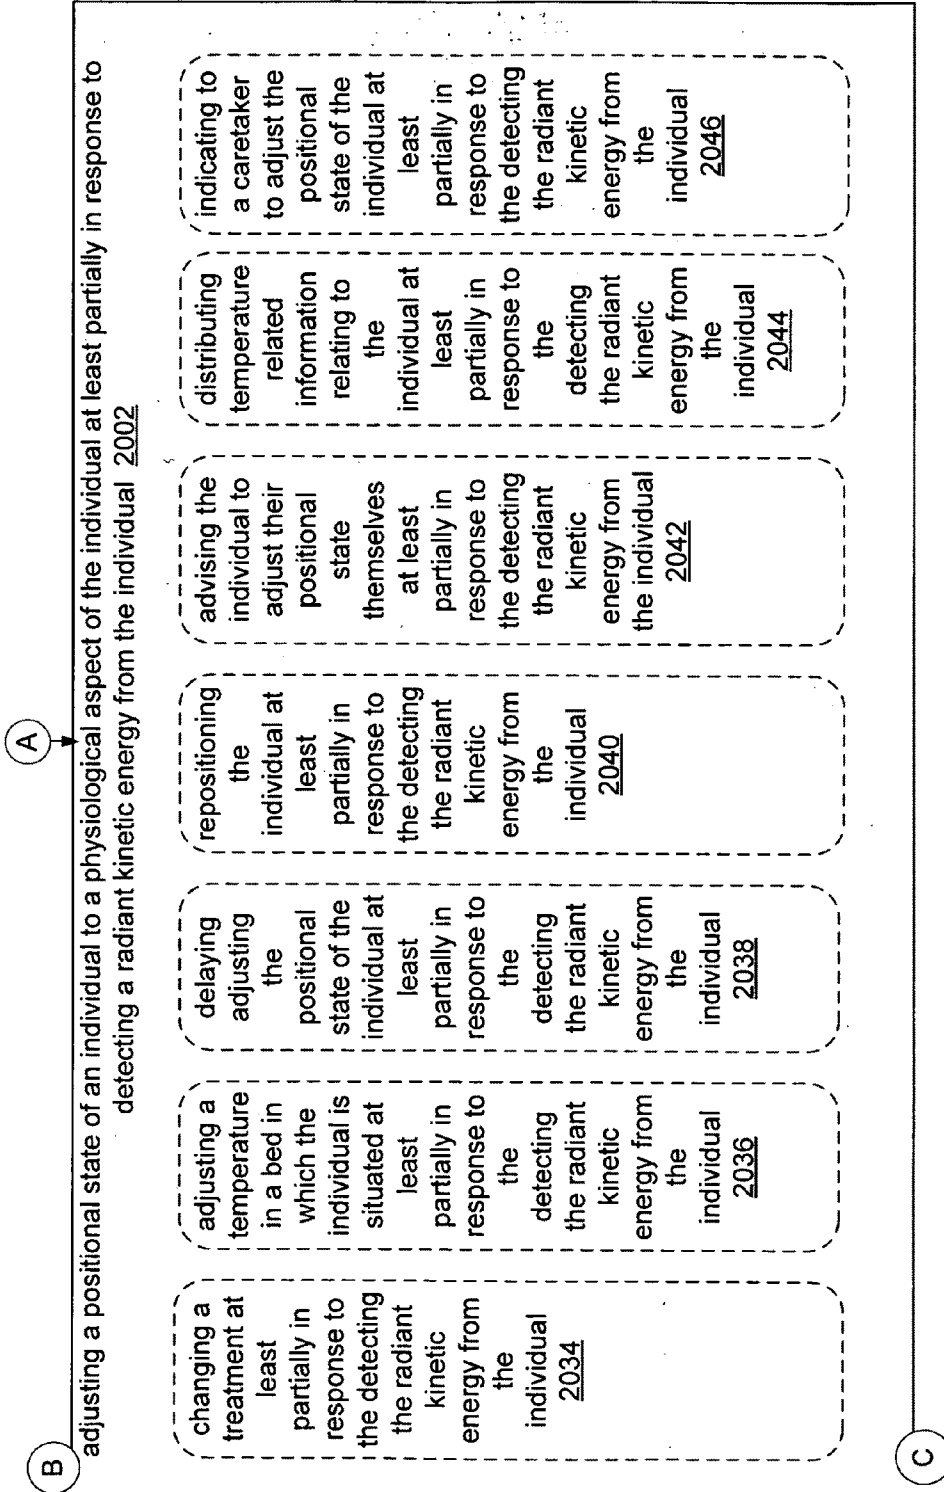 A
B
adjusting a positional state of an individual to a physiological aspect of the individual at least partially in response to
detecting a radiant kinetic energy from the individual 2002
changing a
treatment at
least
partially in
response to
the detecting
the radiant
kinetic
energy from
the
individual
2034
adjusting a
temperature
in a bed in
which the
individual is
situated at
least
partially in
response to
the
detecting
the radiant
kinetic
energy from
the
individual
2036
delaying
adjusting
the
positional
state of the
individual at
least
partially in
response to
the
detecting
the radiant
kinetic
energy from
the
individual
2038
repositioning
the
individual at
least
partially in
response to
the detecting
the radiant
kinetic
energy from
the
individual
2040
advising the
individual to
adjust their
positional
state
themselves
at least
partially in
response to
the detecting
the radiant
kinetic
energy from
the individual
2042
distributing
temperature
related
information
relating to
the
individual at
least
partially in
response to
the
detecting
the radiant
kinetic
energy from
the
individual
2044
indicating to
a caretaker
to adjust the
positional
state of the
individual at
least
partially in
response to
the detecting
the radiant
kinetic
energy from
the
individual
2046
C